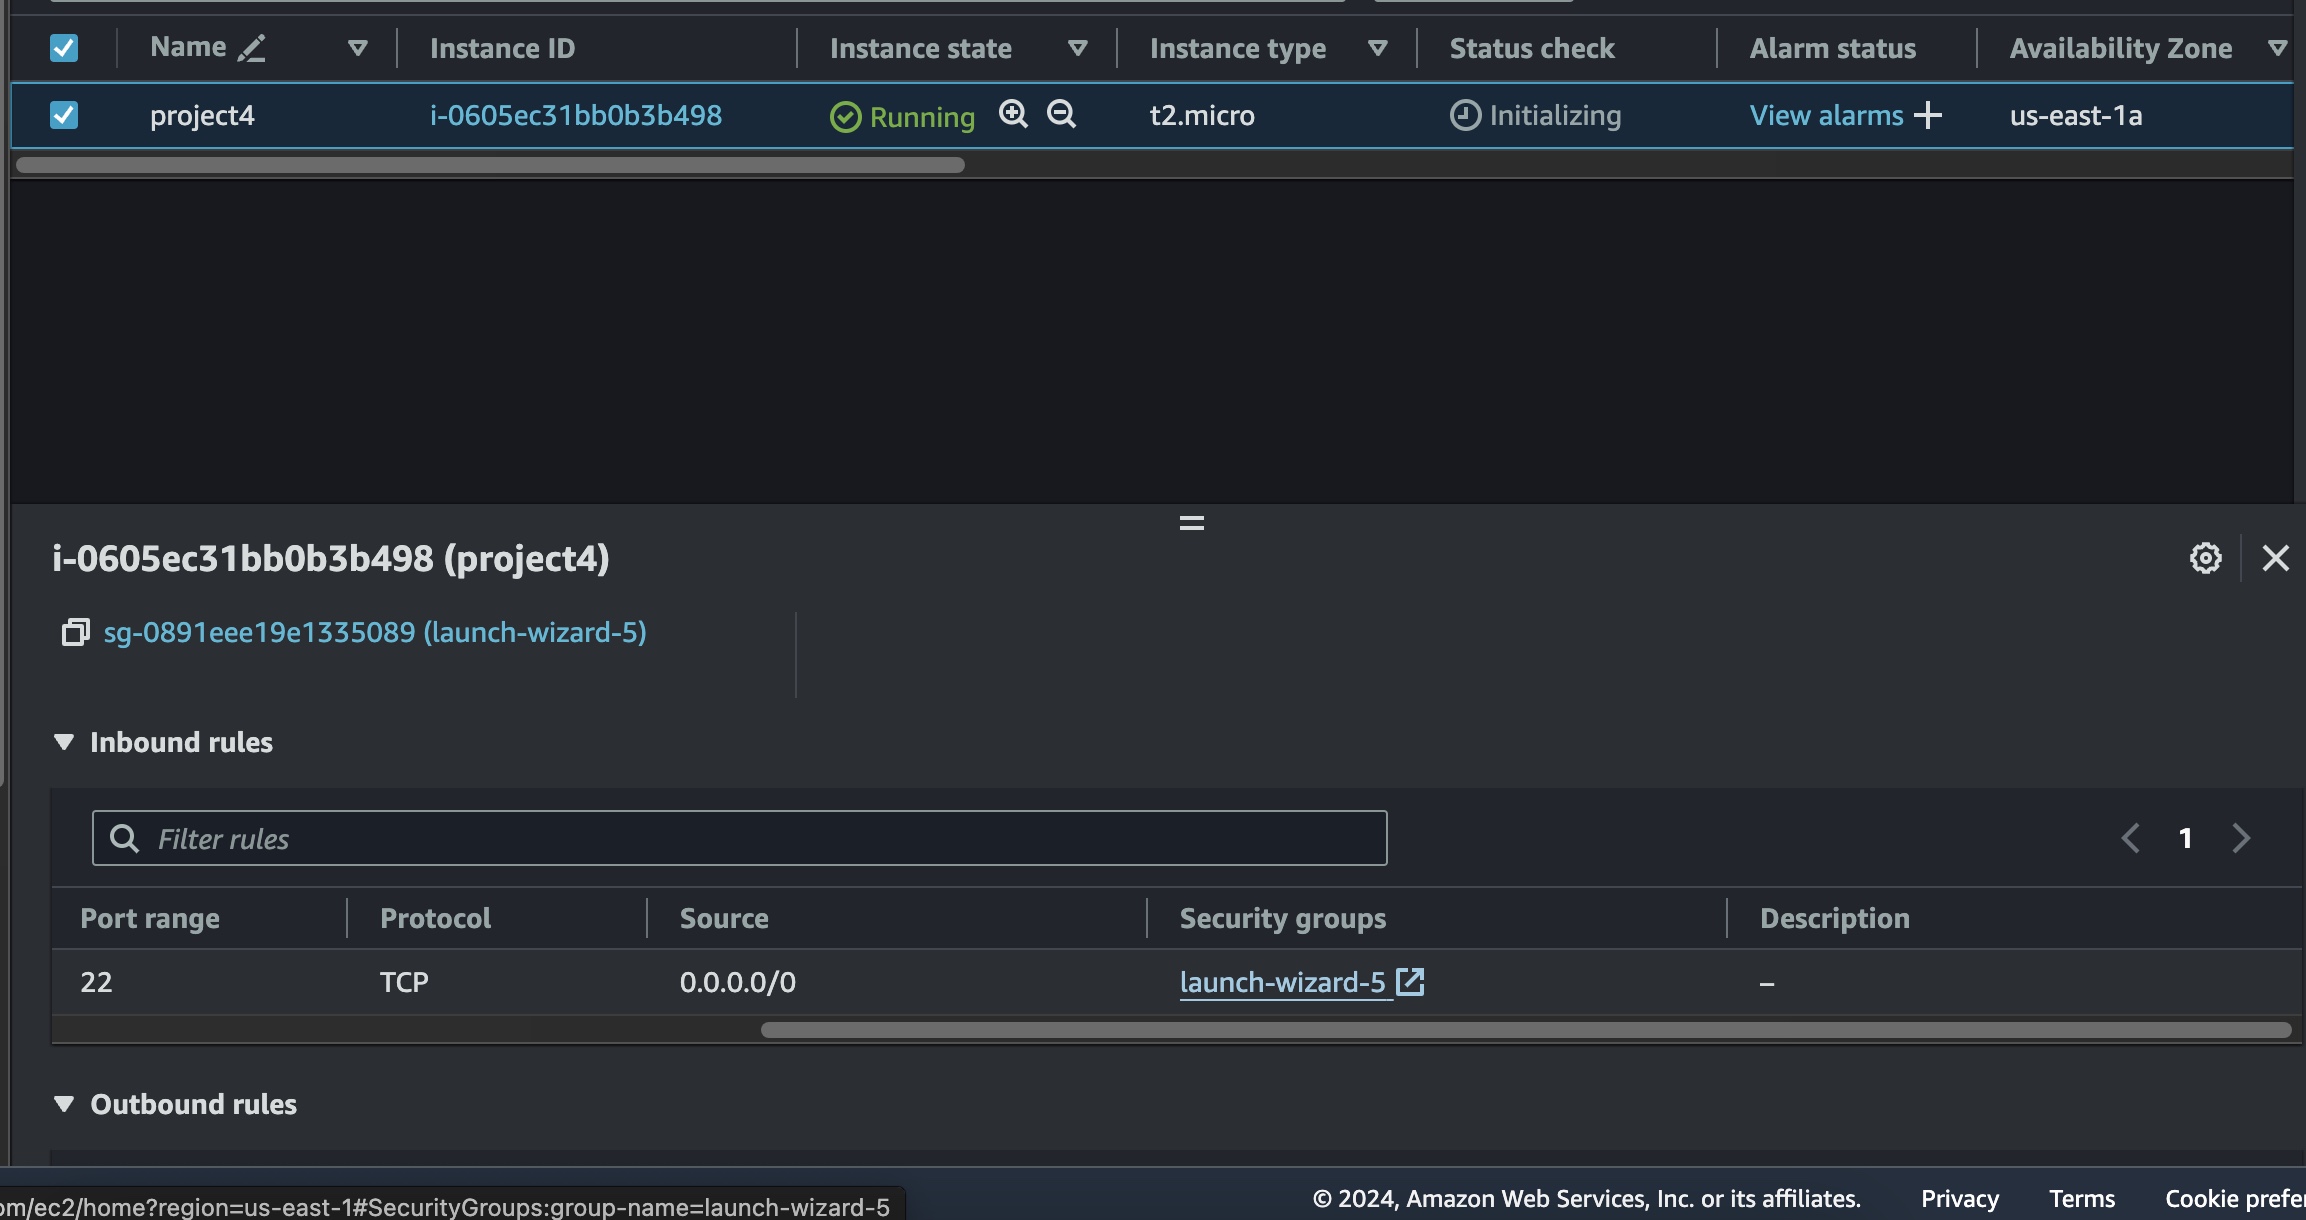 Name Instance ID Instance state Instance type Status check Alarm status Availability Zone
project4 i-0605ec31bb0b3b498 Running t2.micro Initializing View alarms us-east-1a
i-0605ec31bb0b3b498 (project4)
sg-0891eee19e1335089 (launch-wizard-5)
Inbound rules
Filter rules 1
Port range Protocol Source Security groups Description
22 TCP 0.0.0.0/0 launch-wizard-5 –
Outbound rules
om/ec2/home?region=us-east-1#SecurityGroups:group-name=launch-wizard-5 © 2024, Amazon Web Services, Inc. or its affiliates. Privacy Terms Cookie prefer